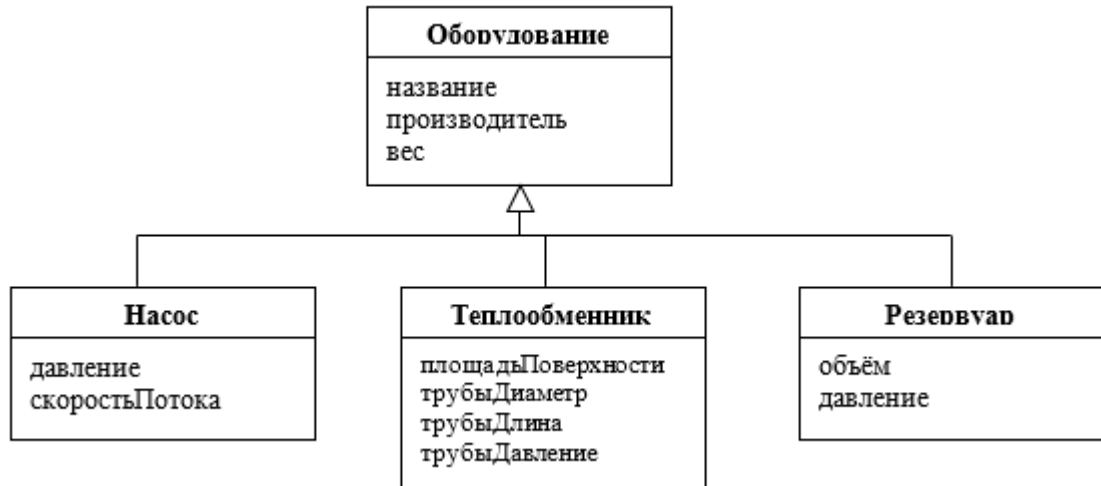 Оборудование
название
производитель
вес
Насос
давление
скоростьПотока
Теплообменник
площадьПоверхности
трубыДиаметр
трубыДлина
трубыДавление
Резервуар
объём
давление